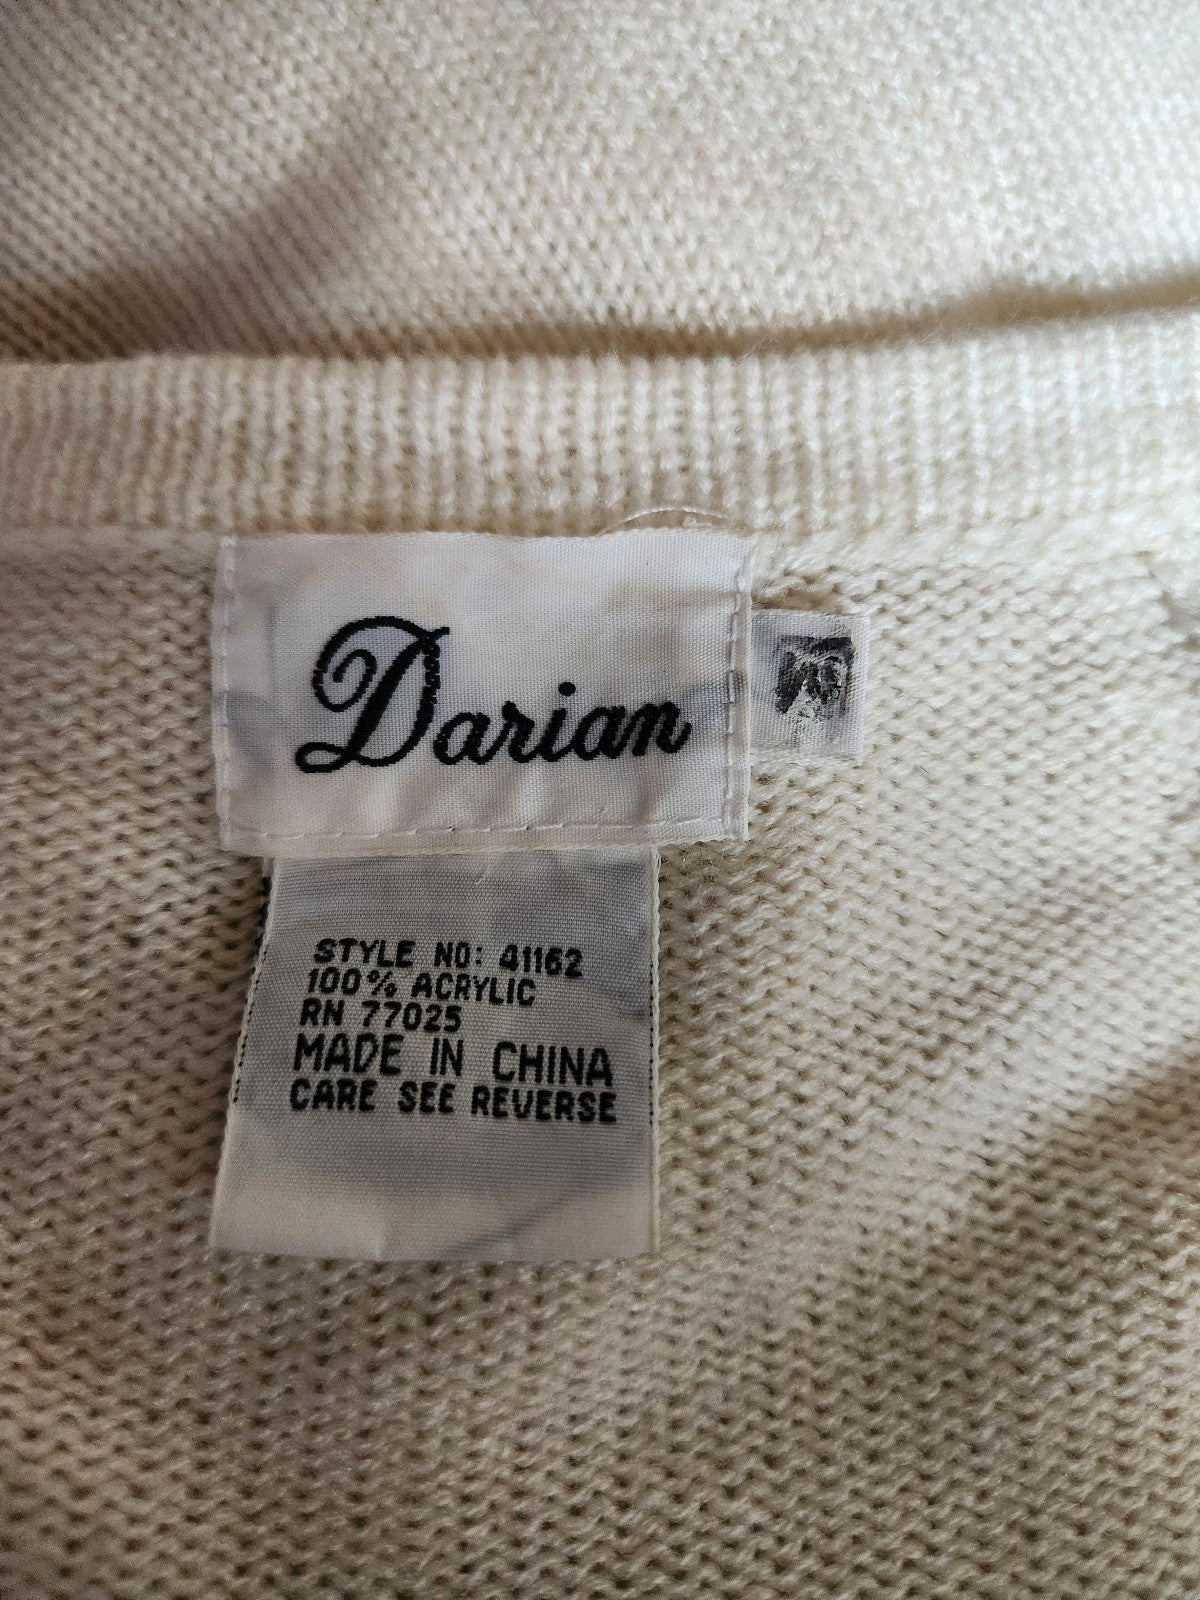 Darian
STYLE NO: 41162
100% ACRYLIC
RN 77025
MADE IN CHINA
CARE SEE REVERSE